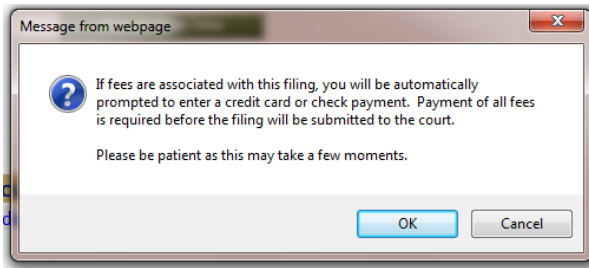 Message from webpage
If fees are associated with this filing, you will be automatically
prompted to enter a credit card or check payment. Payment of all fees
is required before the filing will be submitted to the court.
Please be patient as this may take a few moments.
OK
Cancel